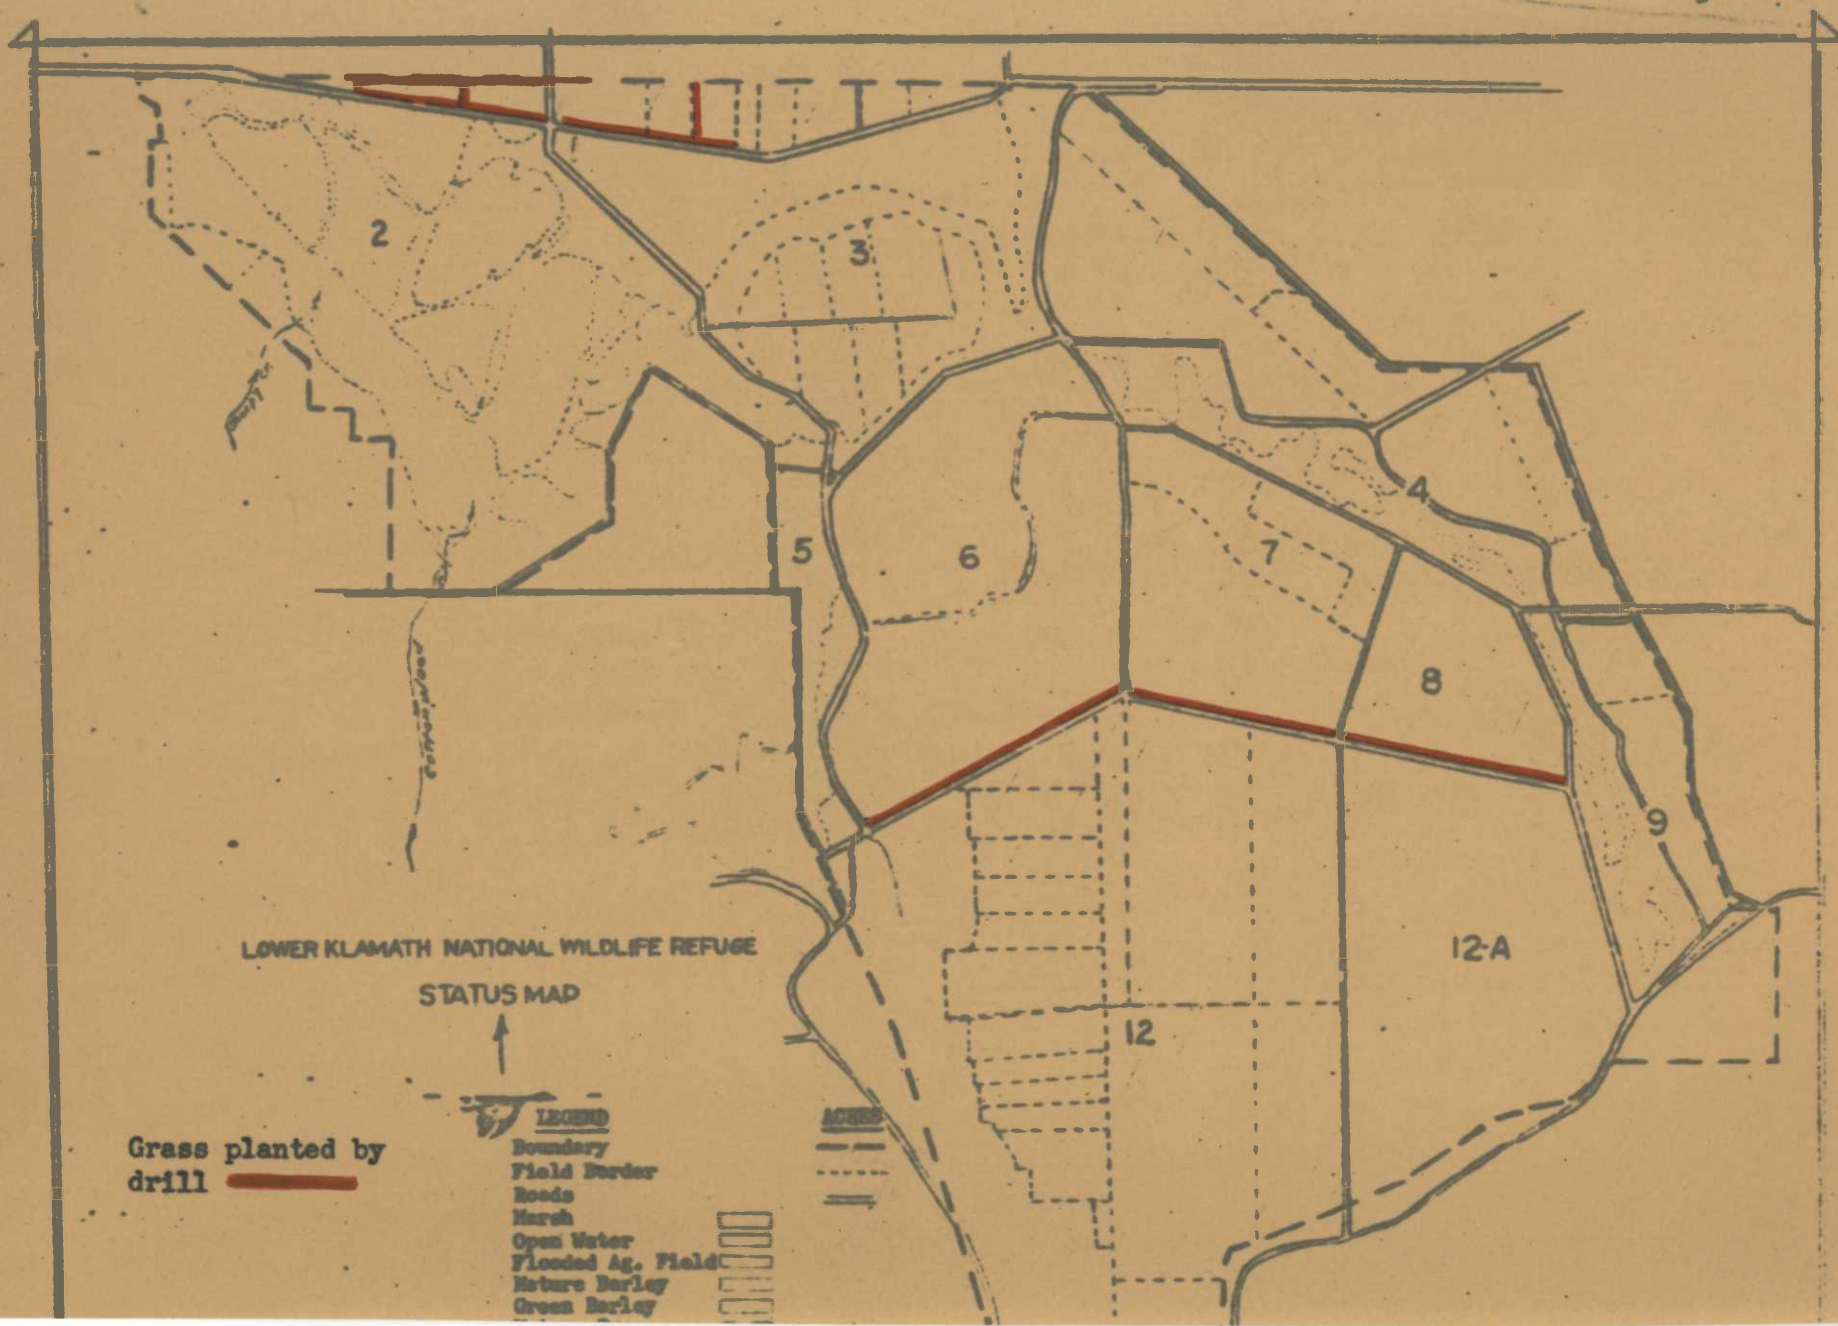 2
3
4
5
6
7
8
9
12-A
12
LOWER KLAMATH NATIONAL WILDLIFE REFUGE
STATUS MAP
LEGEND ACRES
Boundary
Field Border
Roads
Marsh
Open Water
Flooded Ag. Field
Mature Barley
Green Barley
Grass planted by
drill